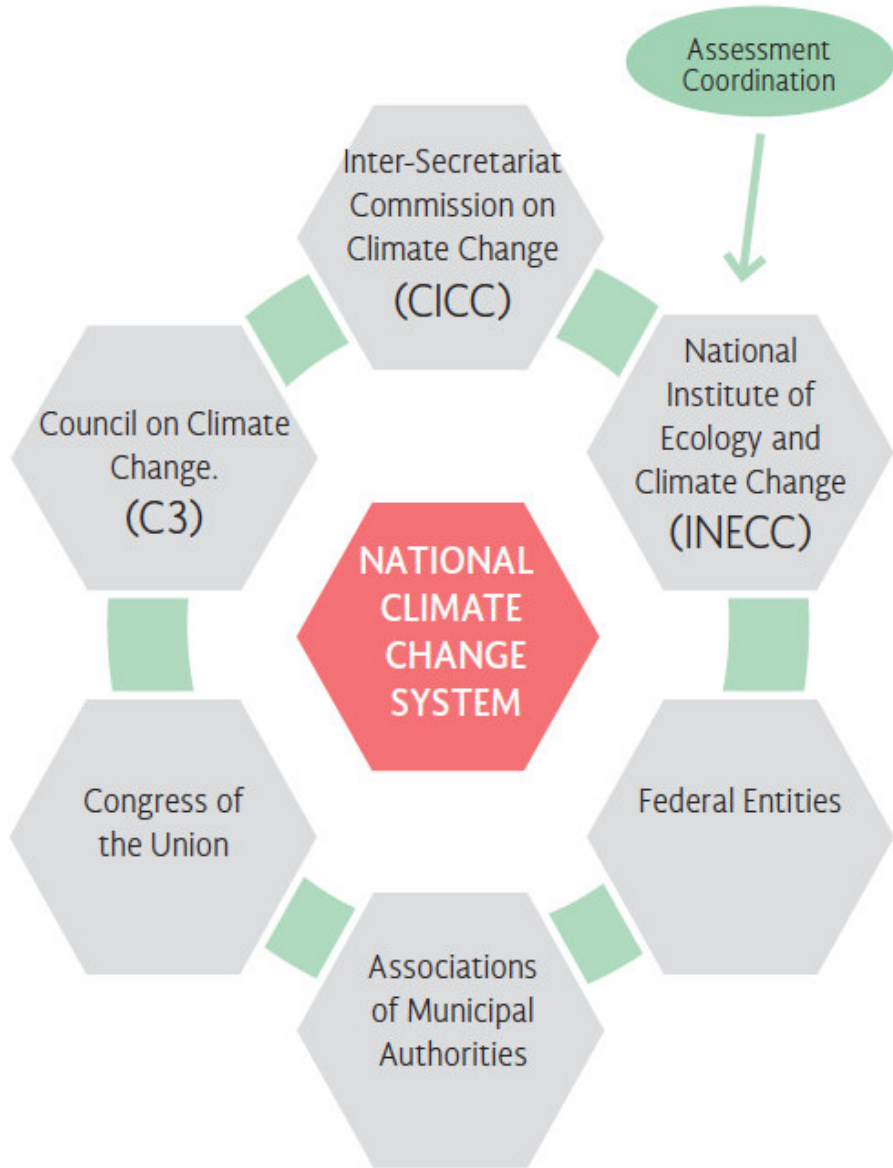 Assessment
Coordination
Inter-Secretariat
Commission on
Climate Change
(CICC)
National
Institute of
Ecology and
Climate Change
(INECC)
Council on Climate
Change.
(C3)
NATIONAL
CLIMATE
CHANGE
SYSTEM
Congress of
the Union
Federal Entities
Associations
of Municipal
Authorities